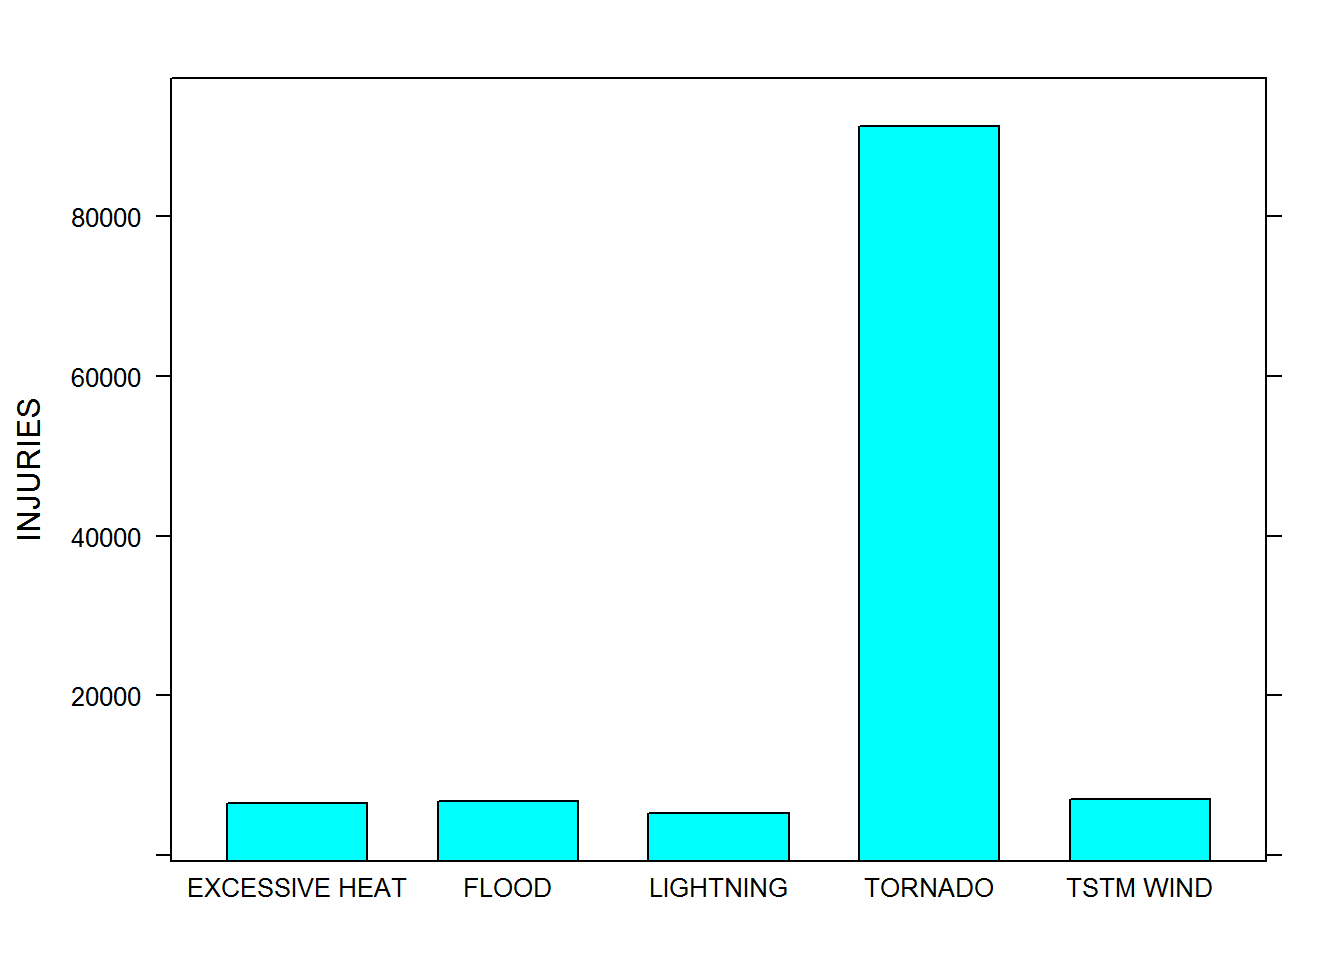 INJURIES
80000
60000
40000
20000
EXCESSIVE HEAT FLOOD LIGHTNING TORNADO TSTM WIND